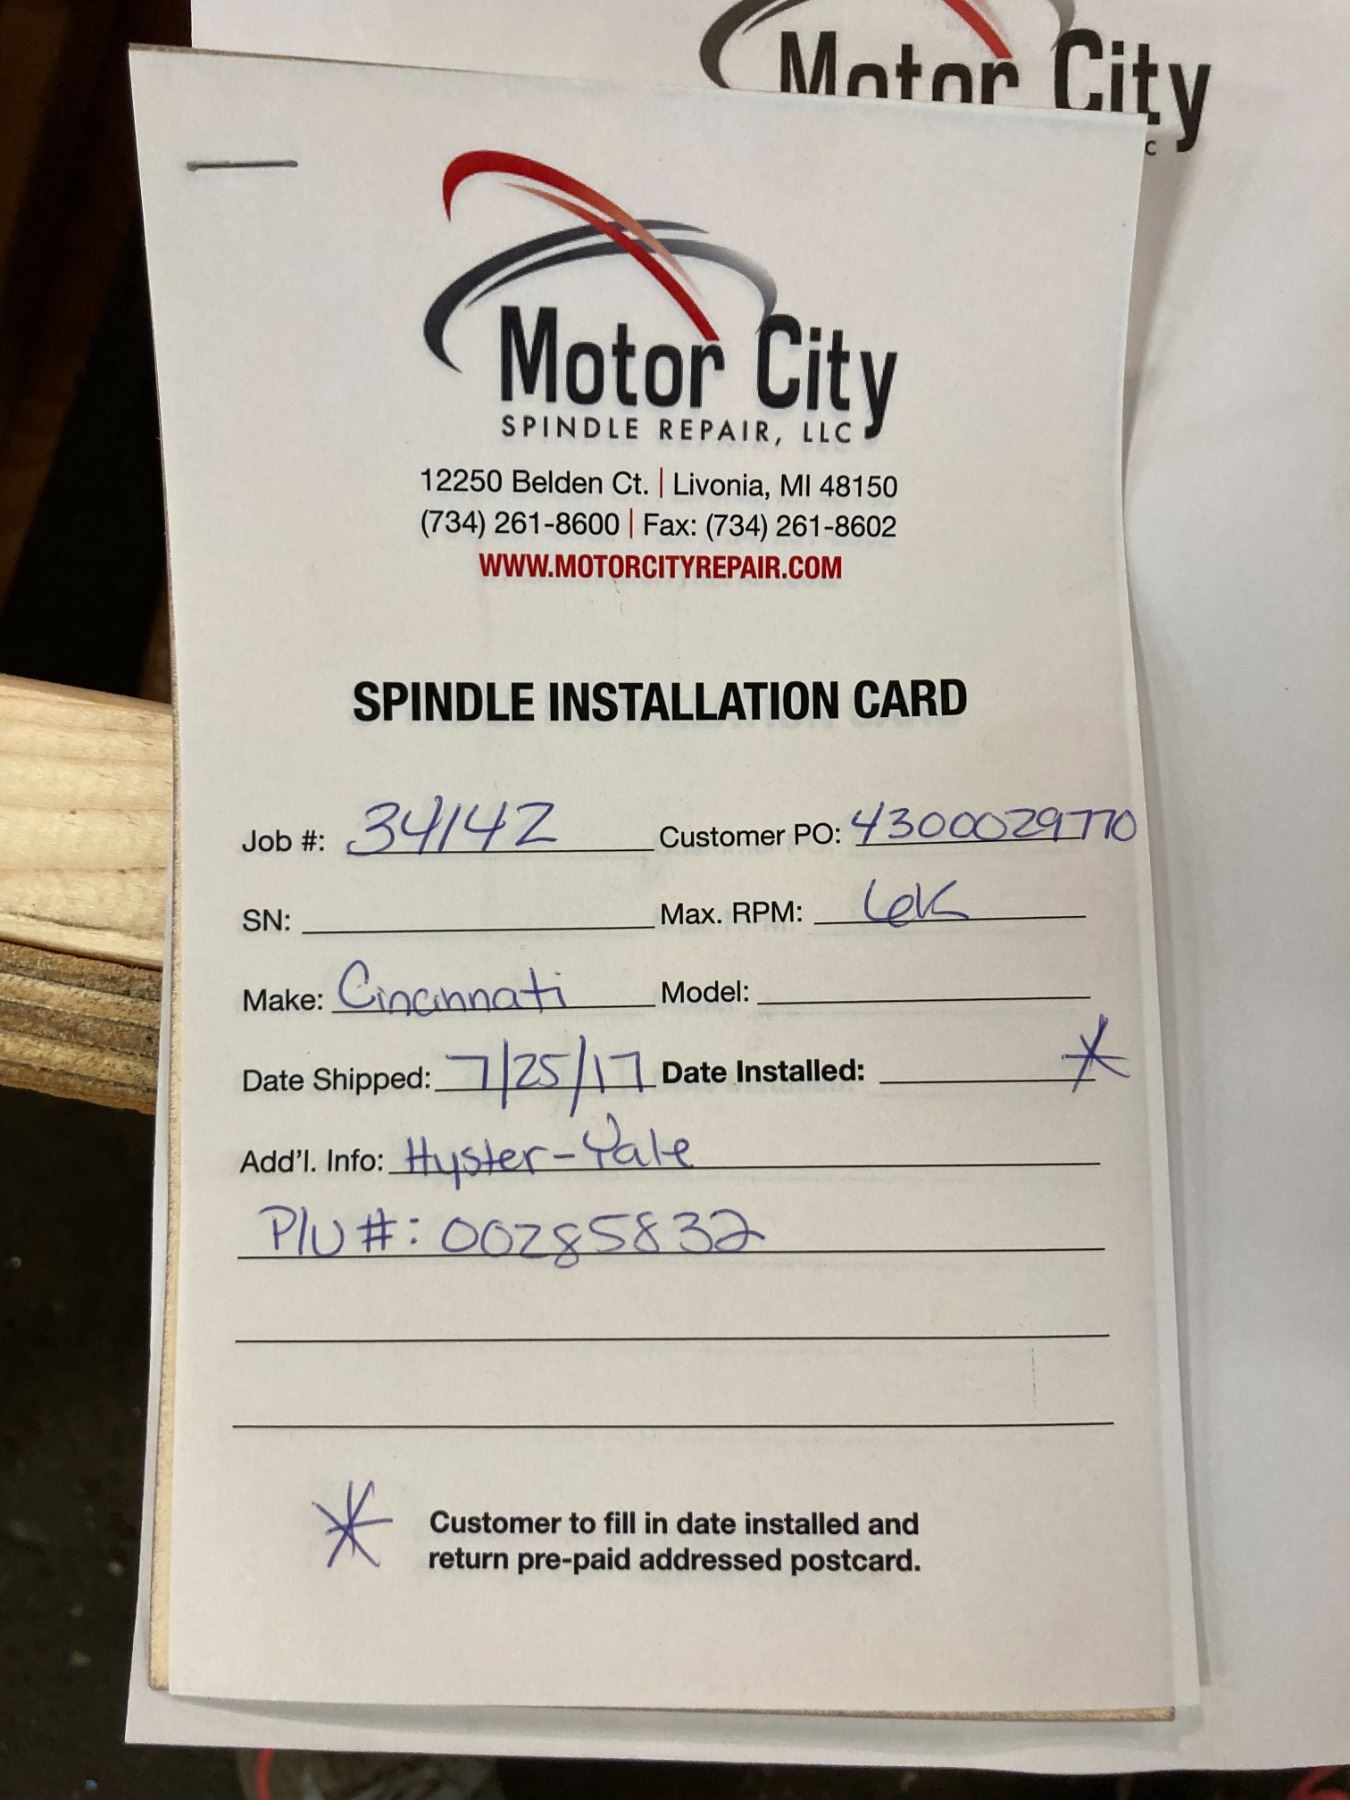 Motor City
C
Motor City
SPINDLE REPAIR, LLC
12250 Belden Ct. | Livonia, MI 48150
(734) 261-8600 | Fax: (734) 261-8602
WWW.MOTORCITYREPAIR.COM
SPINDLE INSTALLATION CARD
Job #: 34142 Customer PO: 4300029770
SN: Max. RPM: 6K
Make: Cincinnati Model:
Date Shipped: 7/25/17 Date Installed: *
Add'l. Info: Hyster-Yale
P/U #: 00285832
* Customer to fill in date installed and
return pre-paid addressed postcard.